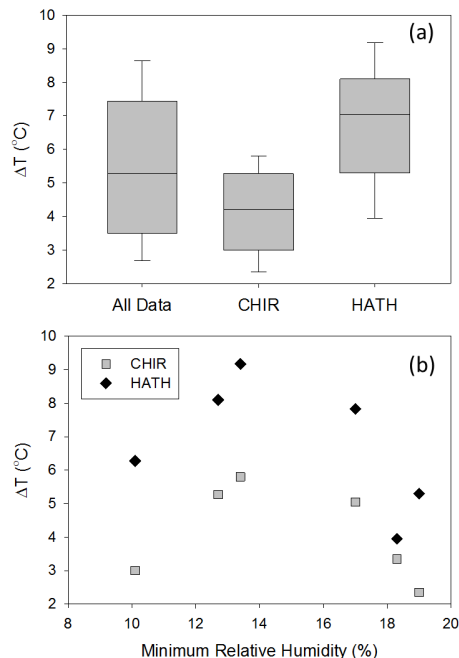 (a)
10
9
8
7
6
5
4
3
2
ΔT (°C)
All Data CHIR HATH
(b)
CHIR
HATH
10
9
8
7
6
5
4
3
2
ΔT (°C)
8 10 12 14 16 18 20
Minimum Relative Humidity (%)